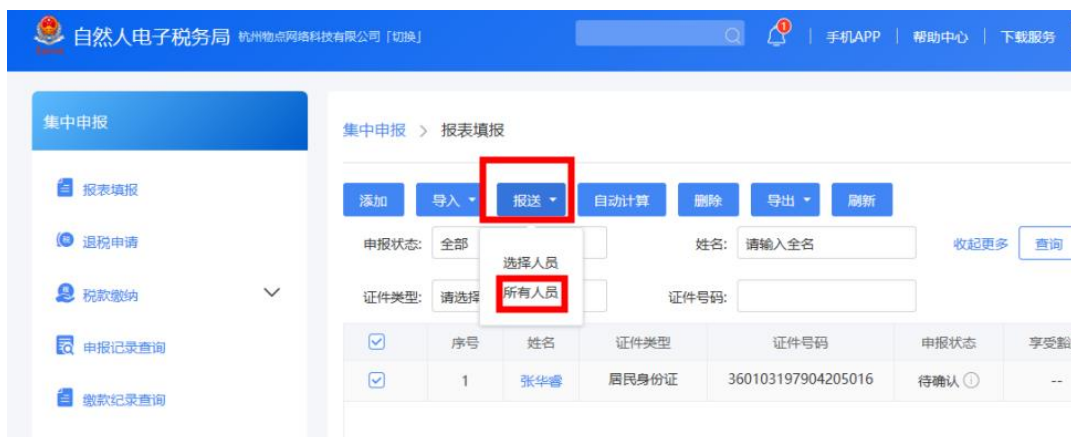 自然人电子税务局 杭州物点网络科技有限公司「切换」 1 手机APP 帮助中心 下载服务
集中申报
报表填报
退税申请
税款缴纳
申报记录查询
缴款纪录查询
集中申报 > 报表填报
添加 导入 报送 自动计算 删除 导出 刷新
申报状态: 全部 姓名: 请输入全名 收起更多 查询
选择人员
所有人员
证件类型: 请选择 证件号码:
序号 姓名 证件类型 证件号码 申报状态 享受豁
1 张华睿 居民身份证 360103197904205016 待确认 --